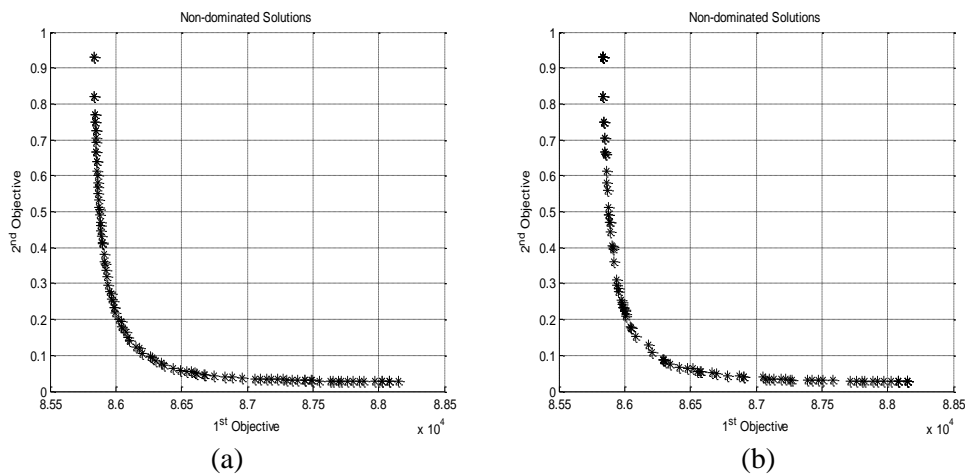 Non-dominated Solutions
1
0.9
0.8
0.7
0.6
0.5
0.4
0.3
0.2
0.1
0
2nd Objective
8.55 8.6 8.65 8.7 8.75 8.8 8.85
1st Objective
x 10^4
(a)
Non-dominated Solutions
1
0.9
0.8
0.7
0.6
0.5
0.4
0.3
0.2
0.1
0
2nd Objective
8.55 8.6 8.65 8.7 8.75 8.8 8.85
1st Objective
x 10^4
(b)